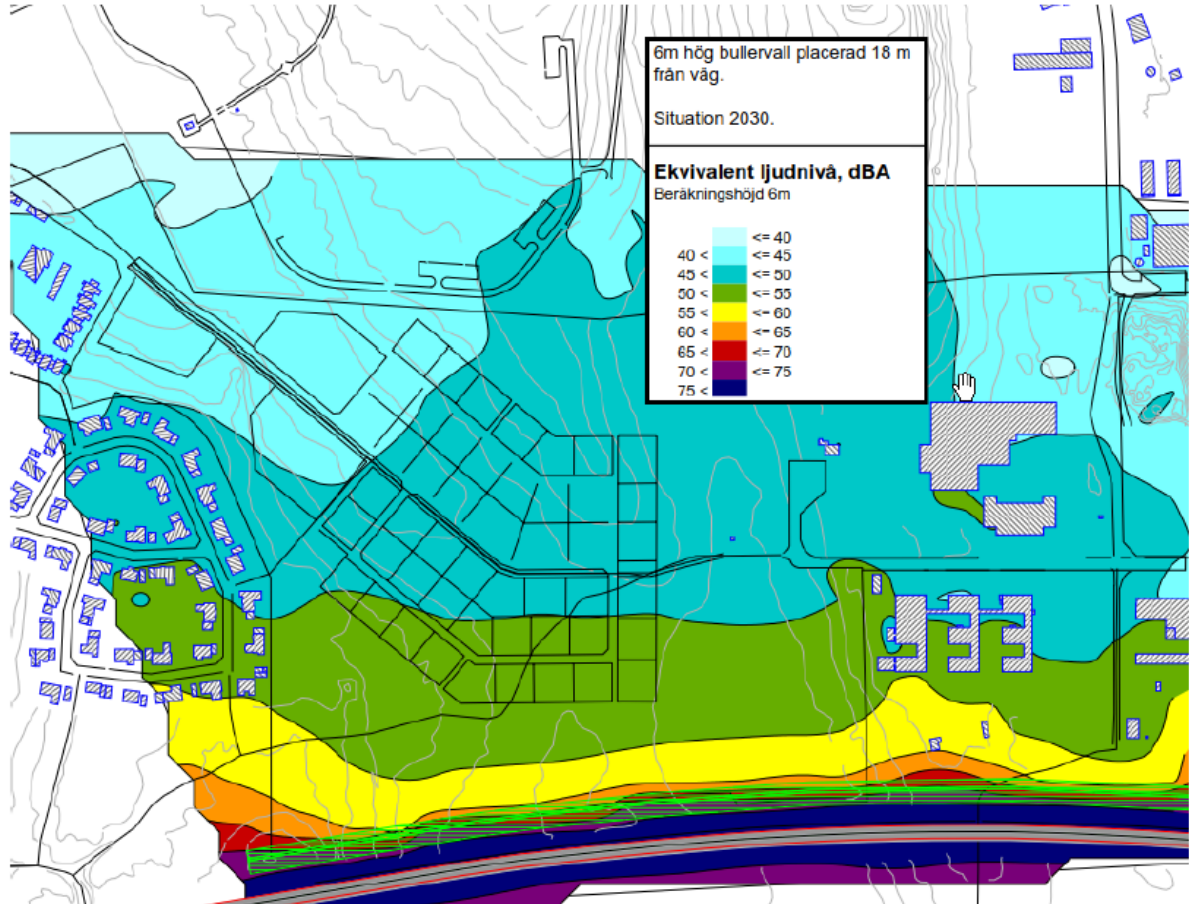 6m hög bullervall placerad 18 m
från väg.
Situation 2030.
Ekvivalent ljudnivå, dBA
Beräkningshöjd 6m
<= 40
40 < <= 45
45 < <= 50
50 < <= 55
55 < <= 60
60 < <= 65
65 < <= 70
70 < <= 75
75 <